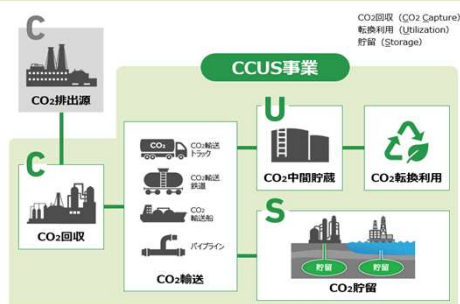 CO2回収（CO2 Capture）
転換利用（Utilization）
貯留（Storage）
CCUS事業
C
CO2排出源
C
CO2回収
CO2
CO2輸送
トラック
CO2輸送
鉄道
CO2
輸送船
パイプライン
CO2輸送
U
CO2中間貯蔵
CO2転換利用
S
貯留
貯留
CO2貯留